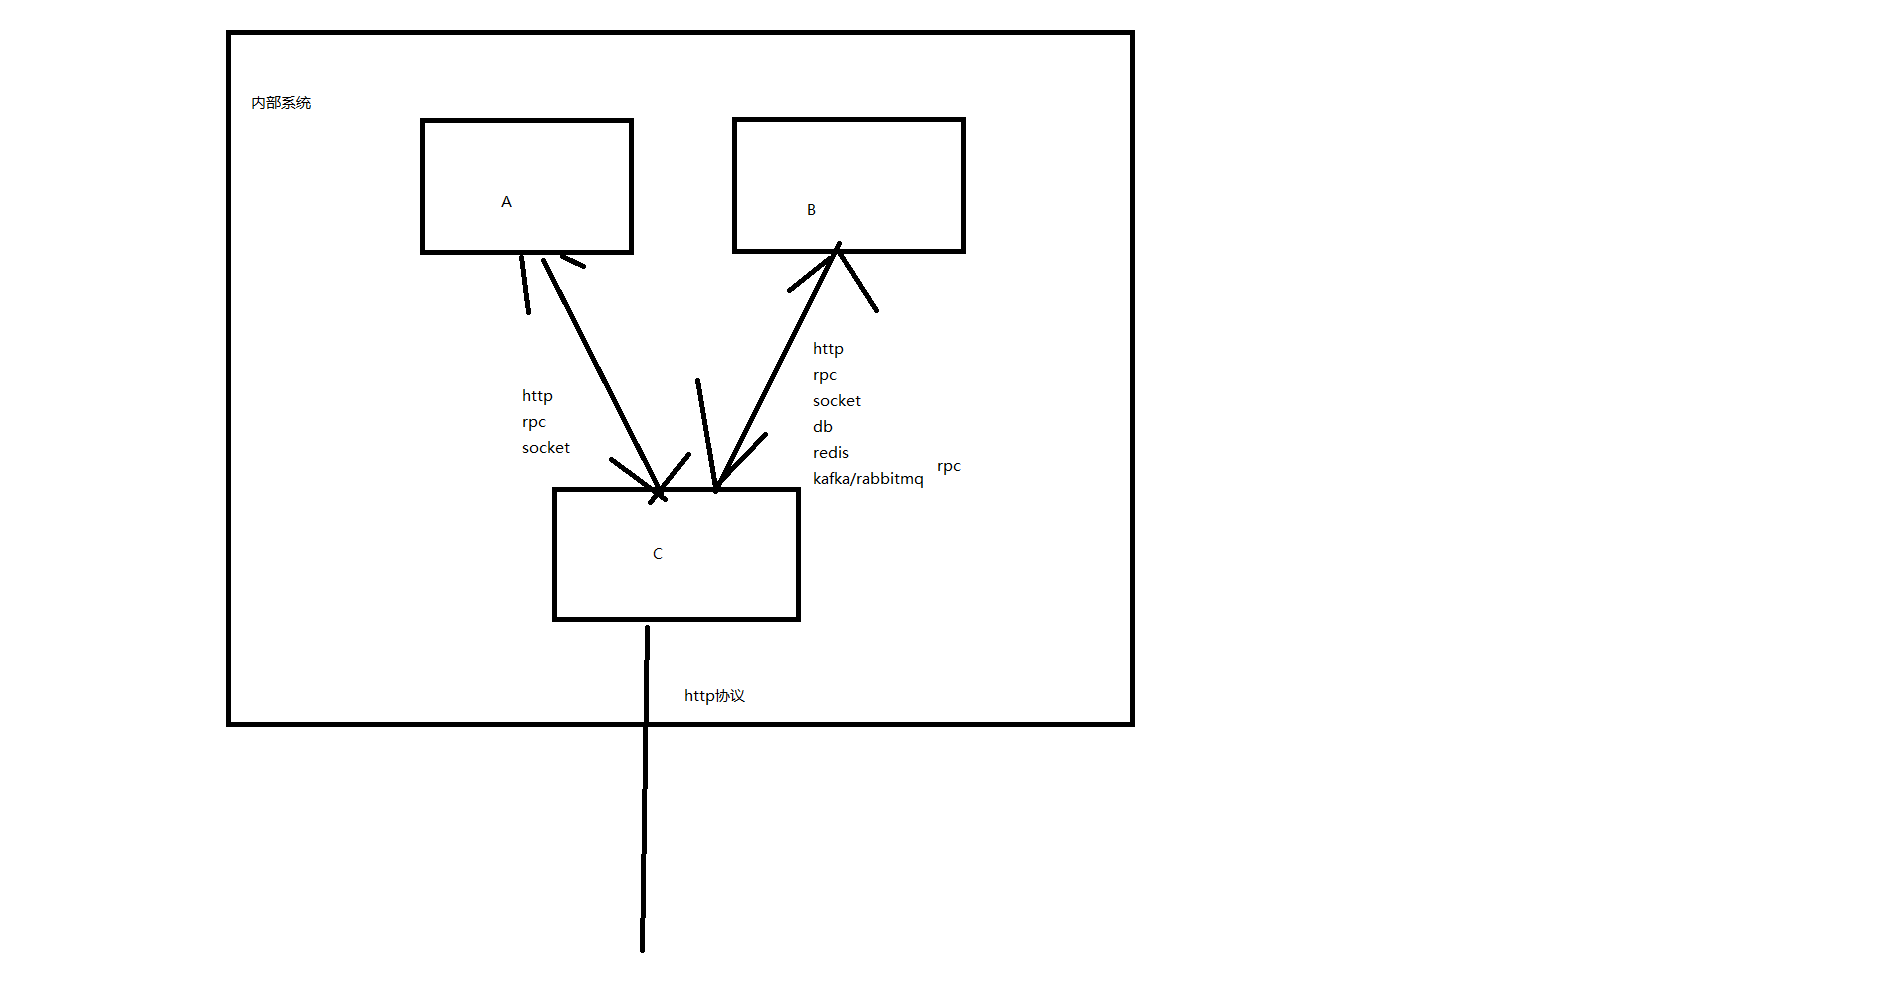 内部系统
A
B
http
rpc
socket
http
rpc
socket
db
redis
kafka/rabbitmq
rpc
C
http协议